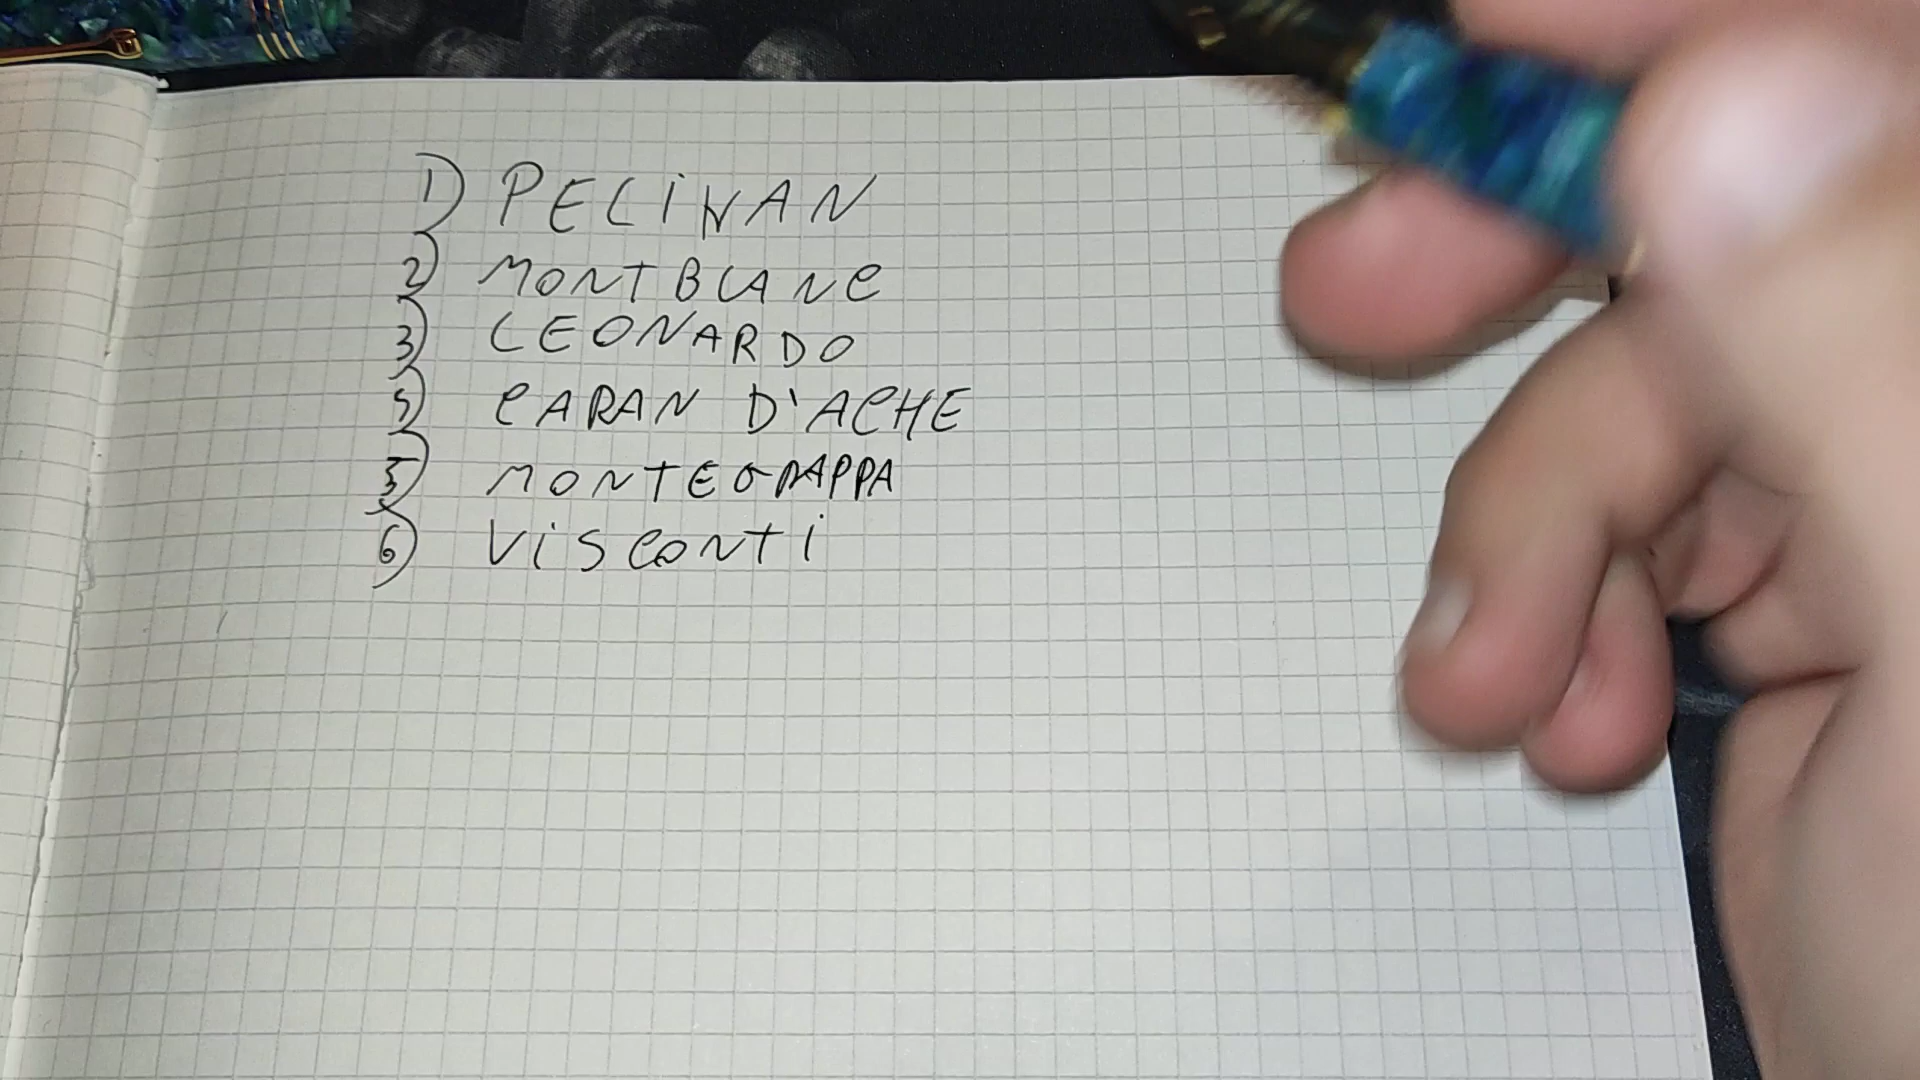 1) PELiKAN
2) MONTBLANC
3) LEONARDO
4) CARAN D'ACHE
5) MONTEGRAPPA
6) ViSCONTi